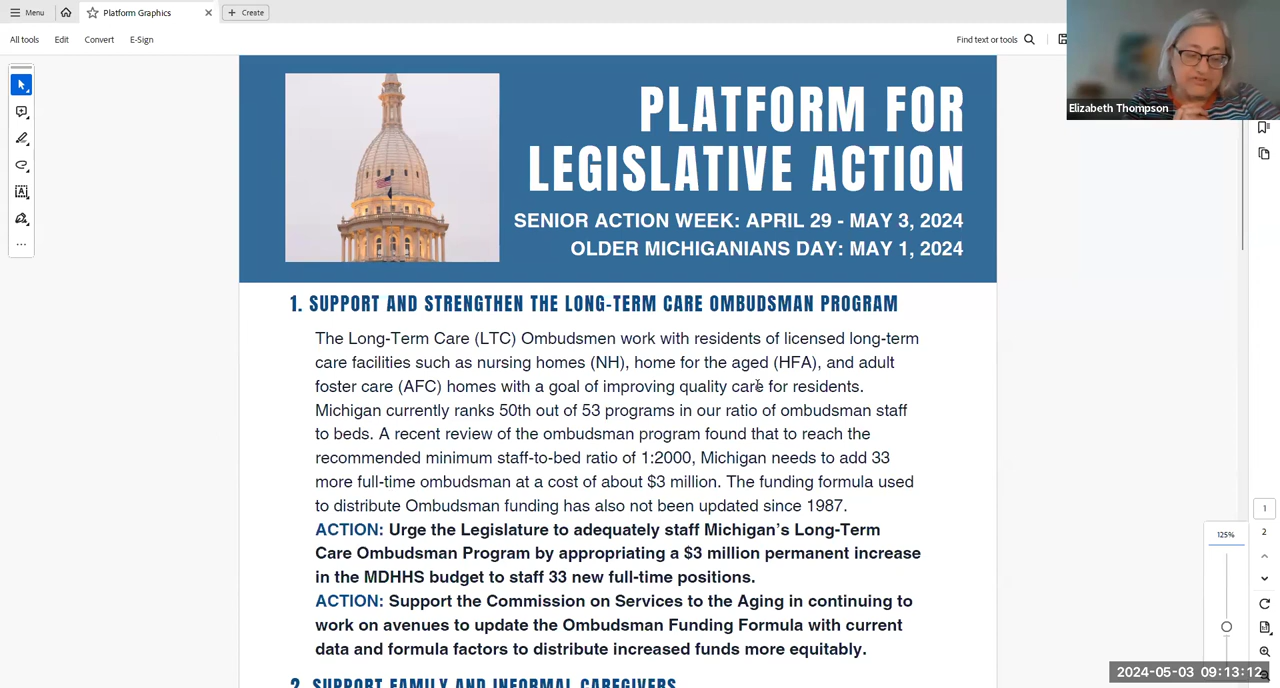 Menu
Platform Graphics
Create
All tools
Edit
Convert
E-Sign
Find text or tools
Elizabeth Thompson
PLATFORM FOR
LEGISLATIVE ACTION
SENIOR ACTION WEEK: APRIL 29 - MAY 3, 2024
OLDER MICHIGANIANS DAY: MAY 1, 2024
1. SUPPORT AND STRENGTHEN THE LONG-TERM CARE OMBUDSMAN PROGRAM
The Long-Term Care (LTC) Ombudsmen work with residents of licensed long-term
care facilities such as nursing homes (NH), home for the aged (HFA), and adult
foster care (AFC) homes with a goal of improving quality care for residents.
Michigan currently ranks 50th out of 53 programs in our ratio of ombudsman staff
to beds. A recent review of the ombudsman program found that to reach the
recommended minimum staff-to-bed ratio of 1:2000, Michigan needs to add 33
more full-time ombudsman at a cost of about $3 million. The funding formula used
to distribute Ombudsman funding has also not been updated since 1987.
ACTION: Urge the Legislature to adequately staff Michigan's Long-Term
Care Ombudsman Program by appropriating a $3 million permanent increase
in the MDHHS budget to staff 33 new full-time positions.
ACTION: Support the Commission on Services to the Aging in continuing to
work on avenues to update the Ombudsman Funding Formula with current
data and formula factors to distribute increased funds more equitably.
2. SUPPORT FAMILY AND INFORMAL CAREGIVERS
1
2
125%
2024-05-03 09:13:12